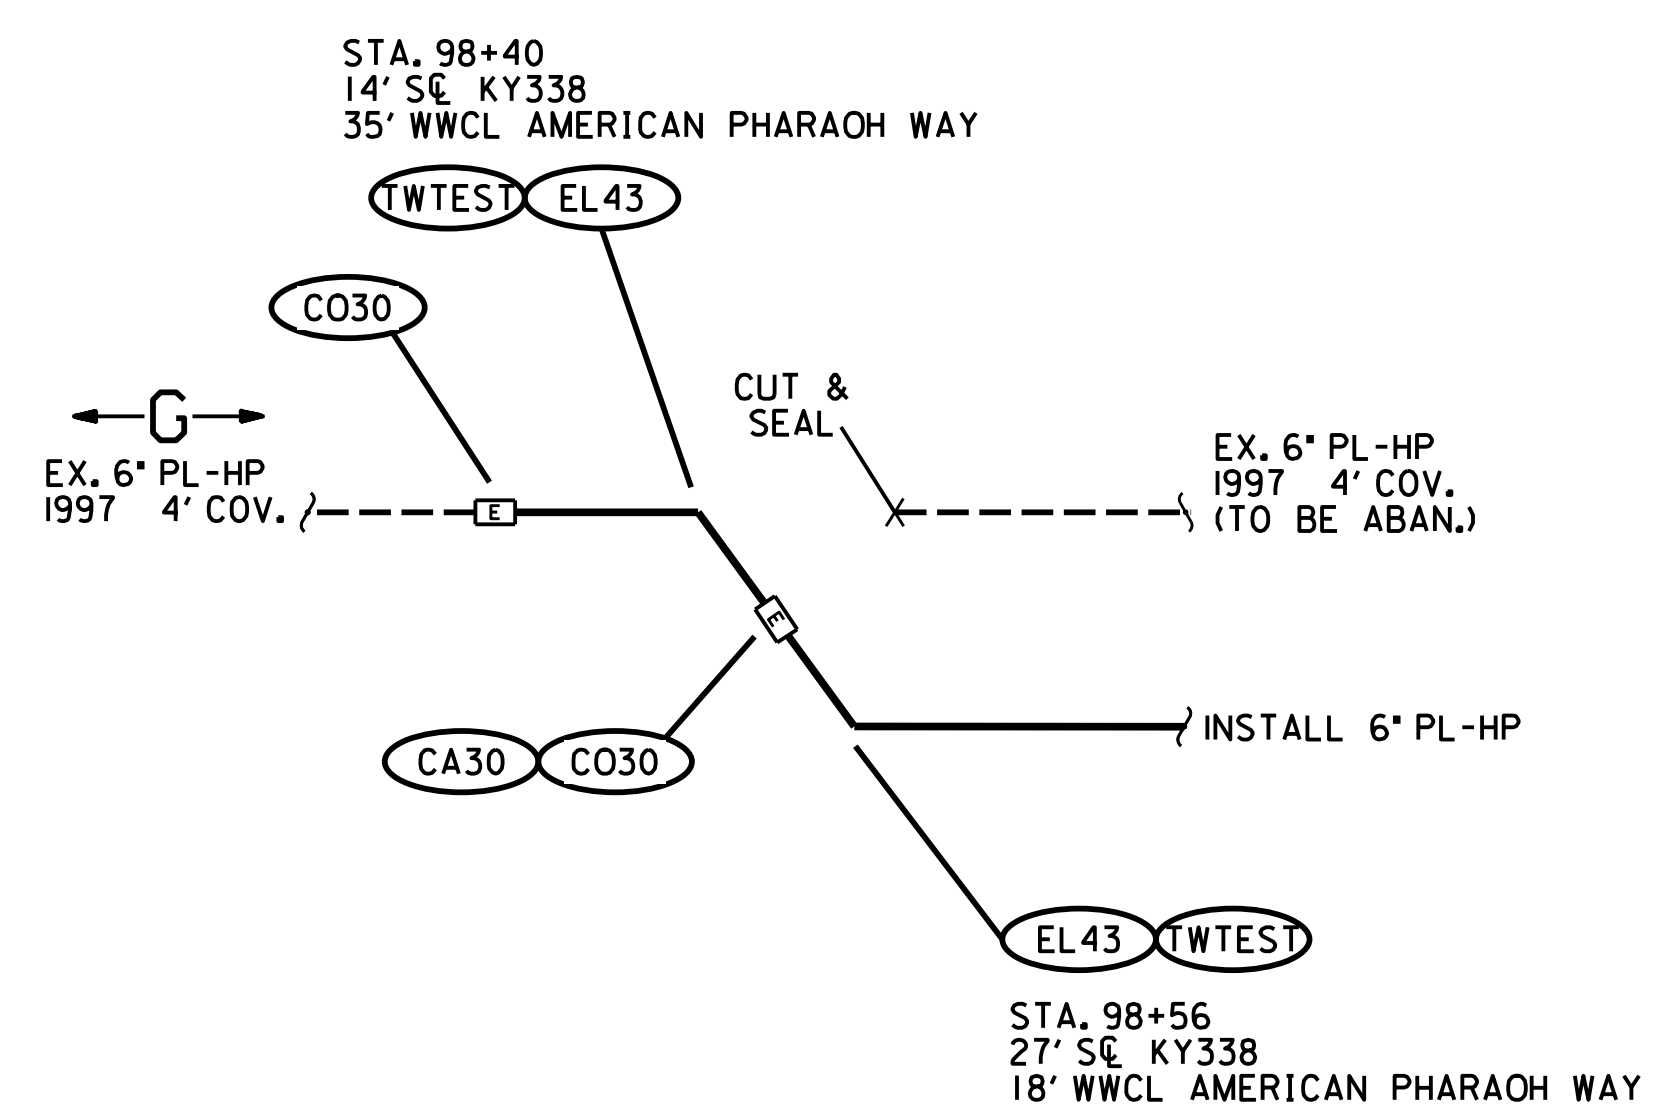 STA. 98+40
14' S℄ KY338
35' WWCL AMERICAN PHARAOH WAY
TWTEST EL43
CO30
CUT &
SEAL
G
EX. 6" PL-HP
1997 4' COV.
E
EX. 6" PL-HP
1997 4' COV.
(TO BE ABAN.)
E
INSTALL 6" PL-HP
CA30 CO30
EL43 TWTEST
STA. 98+56
27' S℄ KY338
18' WWCL AMERICAN PHARAOH WAY